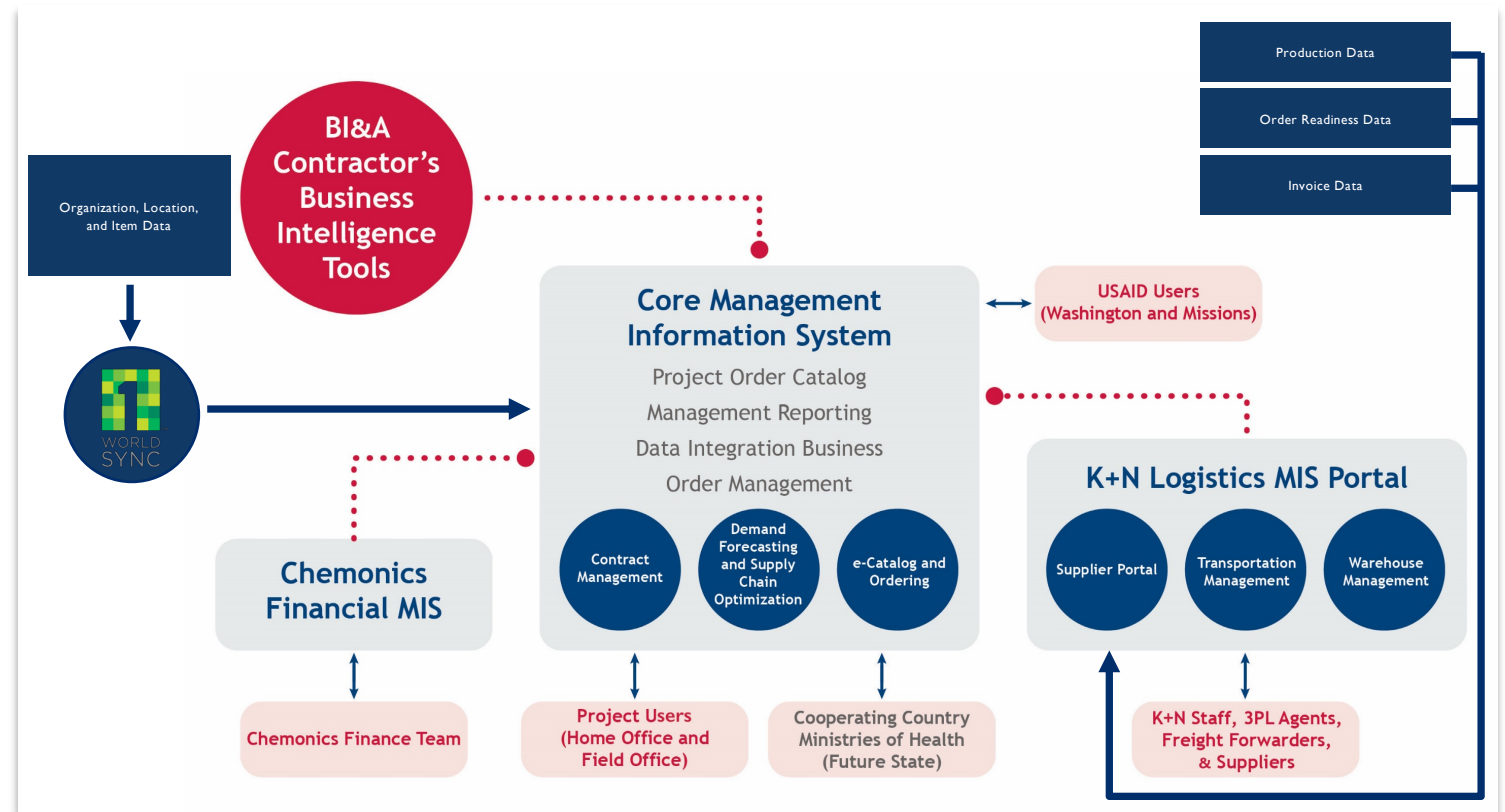 Production Data
Order Readiness Data
Invoice Data
BI&A
Contractor's
Business
Intelligence
Tools
Organization, Location,
and Item Data
WORLD
SYNC
Core Management
Information System
Project Order Catalog
Management Reporting
Data Integration Business
Order Management
Contract
Management
Demand
Forecasting
and Supply
Chain
Optimization
e-Catalog and
Ordering
USAID Users
(Washington and Missions)
K+N Logistics MIS Portal
Supplier Portal
Transportation
Management
Warehouse
Management
Chemonics
Financial MIS
Chemonics Finance Team
Project Users
(Home Office and
Field Office)
Cooperating Country
Ministries of Health
(Future State)
K+N Staff, 3PL Agents,
Freight Forwarders,
& Suppliers